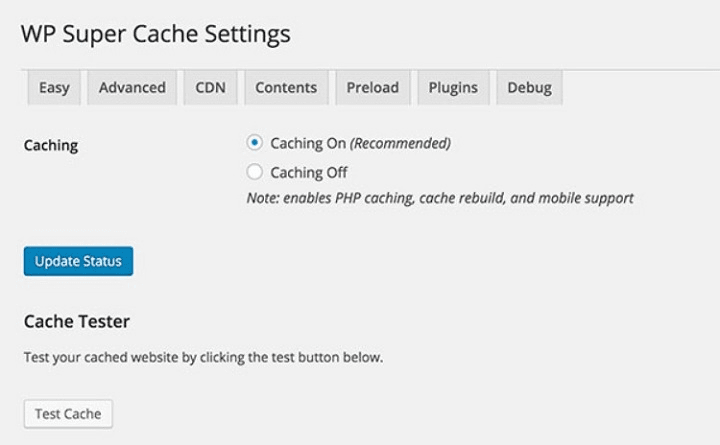 WP Super Cache Settings
Easy Advanced CDN Contents Preload Plugins Debug
Caching Caching On (Recommended)
Caching Off
Note: enables PHP caching, cache rebuild, and mobile support
Update Status
Cache Tester
Test your cached website by clicking the test button below.
Test Cache